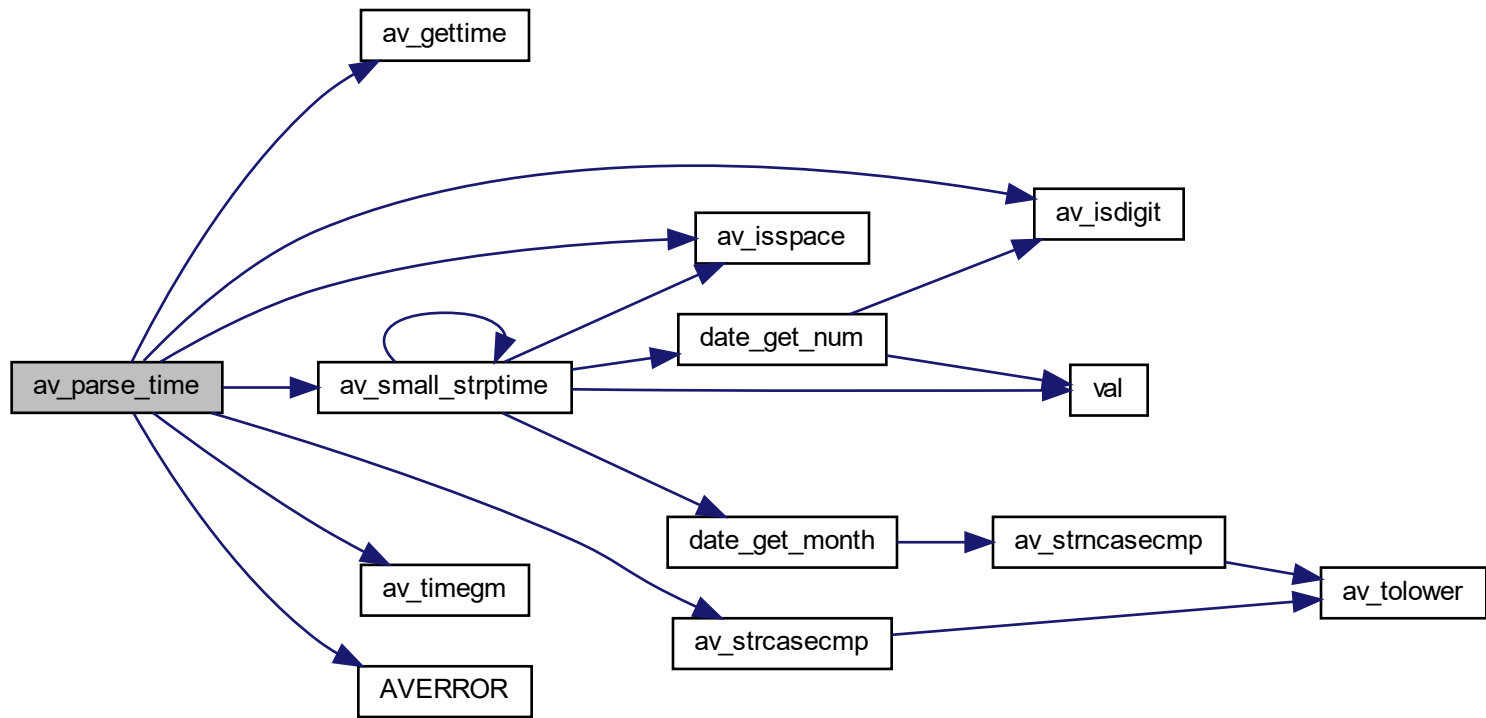 av_gettime
av_isdigit
av_isspace
date_get_num
av_parse_time
av_small_strptime
val
date_get_month
av_strncasecmp
av_timegm
av_tolower
av_strcasecmp
AVERROR